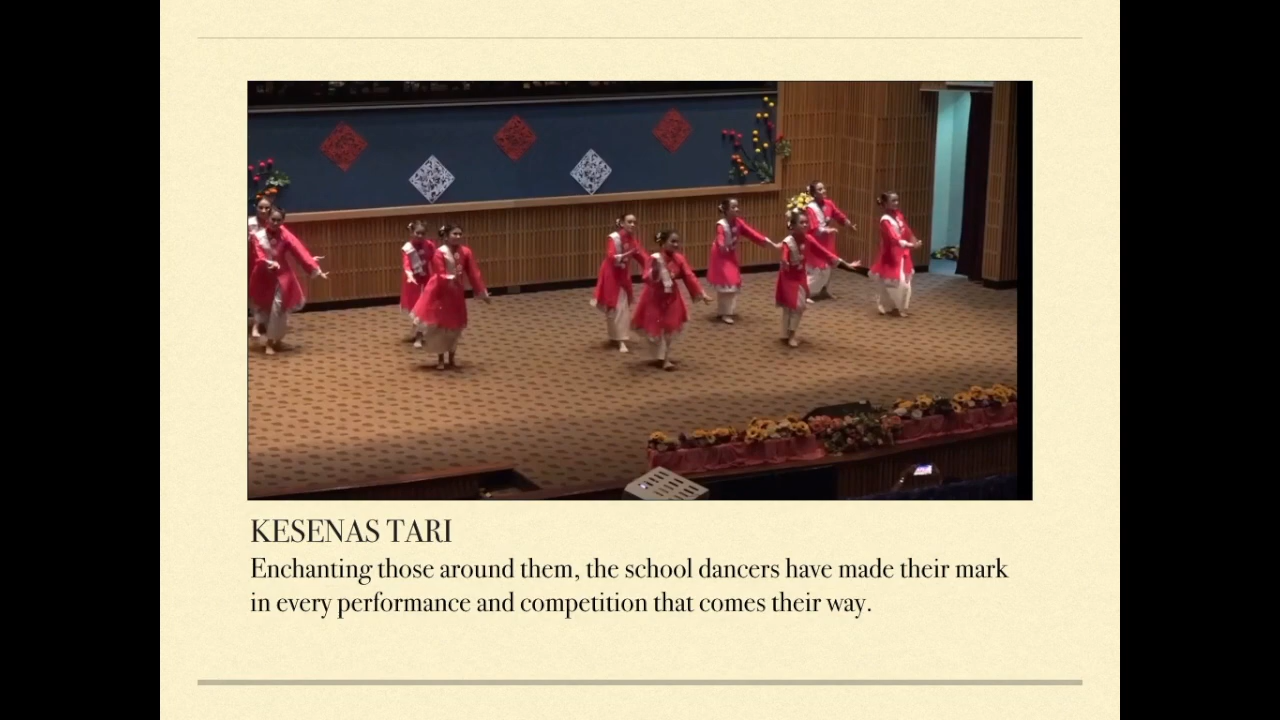 KESENAS TARI
Enchanting those around them, the school dancers have made their mark
in every performance and competition that comes their way.